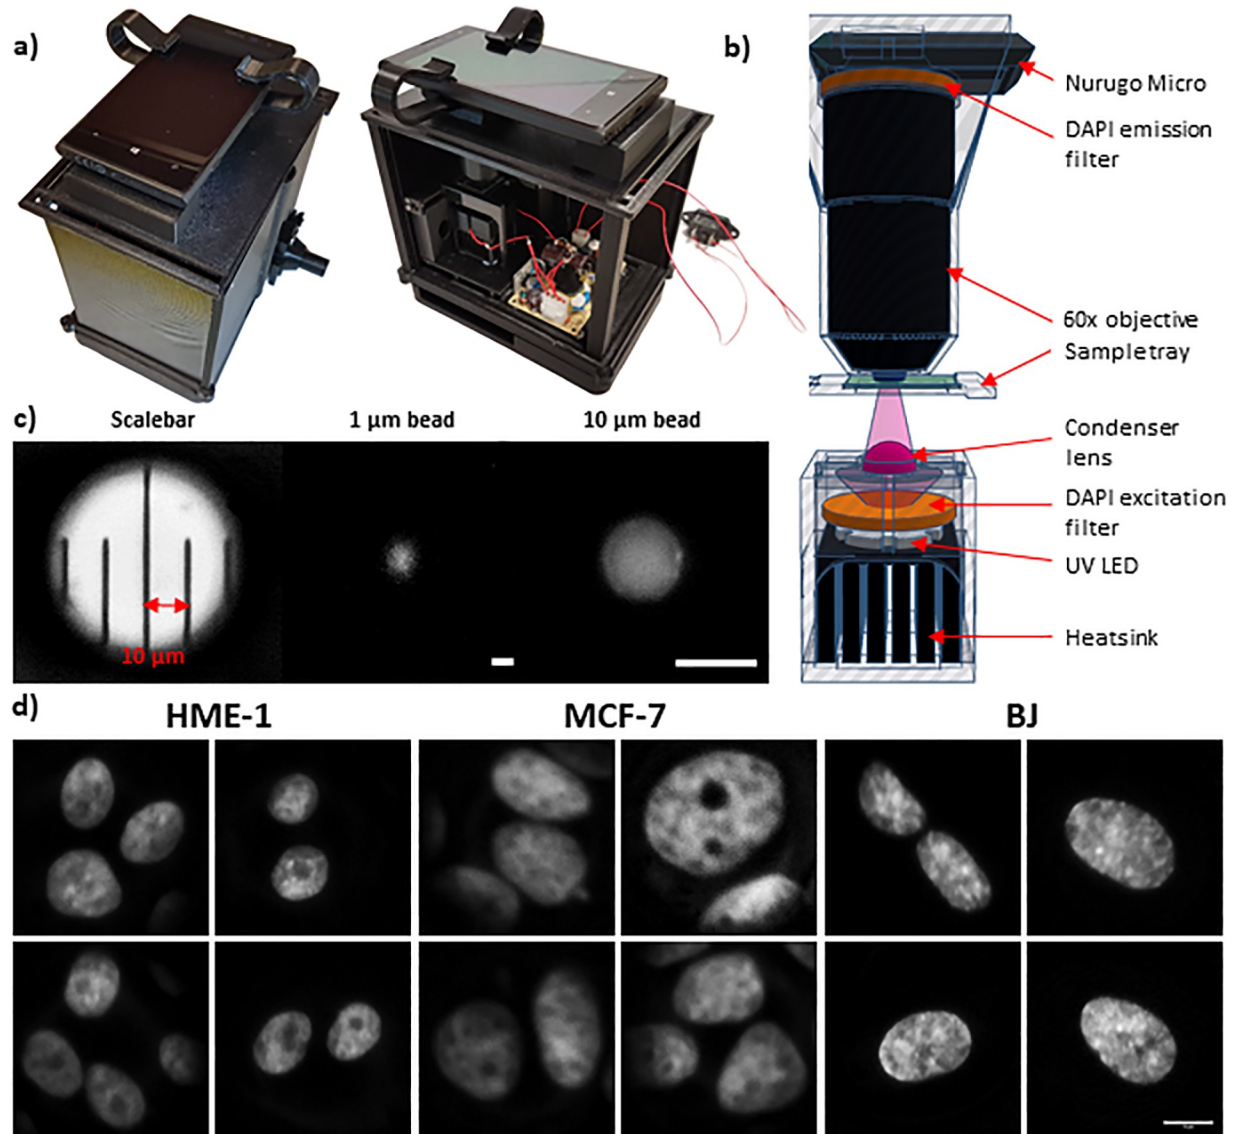 a)
b)
Nurugo Micro
DAPI emission
filter
60x objective
Sample tray
Condenser
lens
DAPI excitation
filter
UV LED
Heatsink
c)
Scalebar
1 µm bead
10 µm bead
10 µm
d)
HME-1
MCF-7
BJ